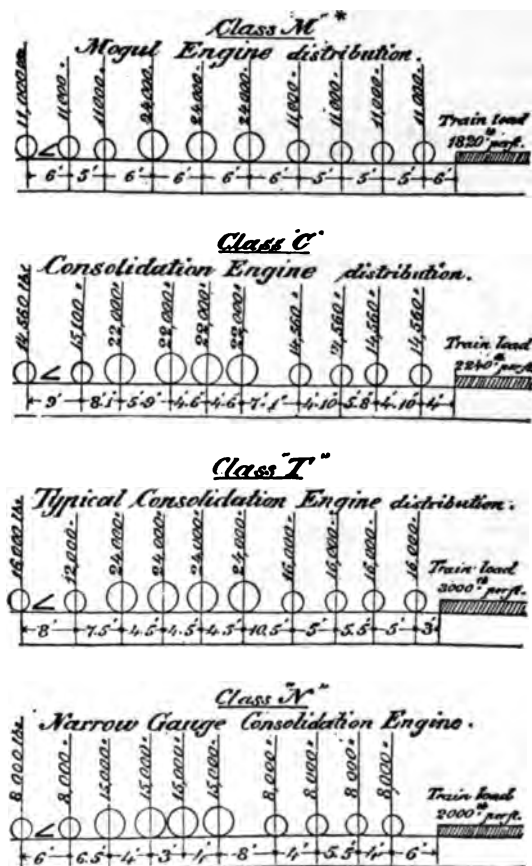 Class "M" *
Mogul Engine distribution.
11,000 lbs. 11,000 " 11,000 " 24,000 " 24,000 " 24,000 " 11,000 " 11,000 " 11,000 " 11,000 "
Train load
1820 lb per ft.
6' 5' 6' 6' 6' 6' 5' 5' 5' 6'
Class "C"
Consolidation Engine distribution.
14,560 lbs. 15,100 " 22,000 " 22,000 " 22,000 " 22,000 " 14,560 " 14,560 " 14,560 " 14,560 "
Train load
2240 lb per ft.
9' 8'.1 5'.9" 4.6" 4.6" 7'.1" 4'.10 5'.8 4'.10 4'
Class "T"
Typical Consolidation Engine distribution.
16,000 lbs. 12,000 " 24,000 " 24,000 " 24,000 " 24,000 " 16,000 " 16,000 " 16,000 " 16,000 "
Train load
3000 lb per ft.
8' 7.5' 4.5' 4.5' 4.5' 10.5' 5' 5.5' 5' 3'
Class "N"
Narrow Gauge Consolidation Engine.
8,000 lbs. 8,000 " 15,000 " 15,000 " 15,000 " 15,000 " 8,000 " 8,000 " 8,000 " 8,000 "
Train load
2000 lb per ft.
6' 6.5' 4' 3' 4' 8' 4' 5.5' 4' 6'